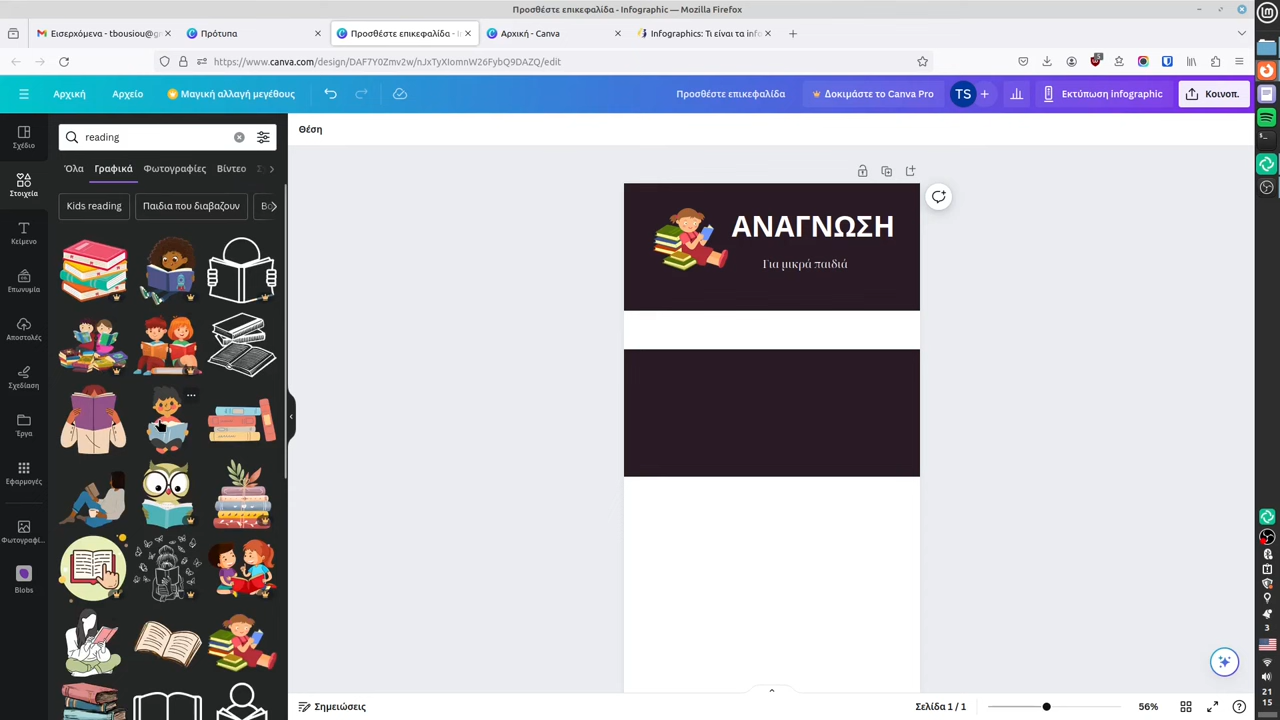 Προσθέστε επικεφαλίδα - Infographic — Mozilla Firefox
Εισερχόμενα - tbousiou@g
Πρότυπα
Προσθέστε επικεφαλίδα - I
Αρχική - Canva
Infographics: Τι είναι τα inf
https://www.canva.com/design/DAF7Y0Zmv2w/nJxTyXIomnW26FybQ9DAZQ/edit
Αρχική
Αρχείο
Μαγική αλλαγή μεγέθους
Προσθέστε επικεφαλίδα
Δοκιμάστε το Canva Pro
TS
Εκτύπωση infographic
Κοινοπ.
Σχέδιο
Στοιχεία
Κείμενο
Επωνυμία
Αποστολές
Σχεδίαση
Έργα
Εφαρμογές
Φωτογραφί...
Blobs
reading
Όλα
Γραφικά
Φωτογραφίες
Βίντεο
Kids reading
Παιδια που διαβαζουν
Θέση
ΑΝΑΓΝΩΣΗ
Για μικρά παιδιά
Σημειώσεις
Σελίδα 1 / 1
56%
3
21
15